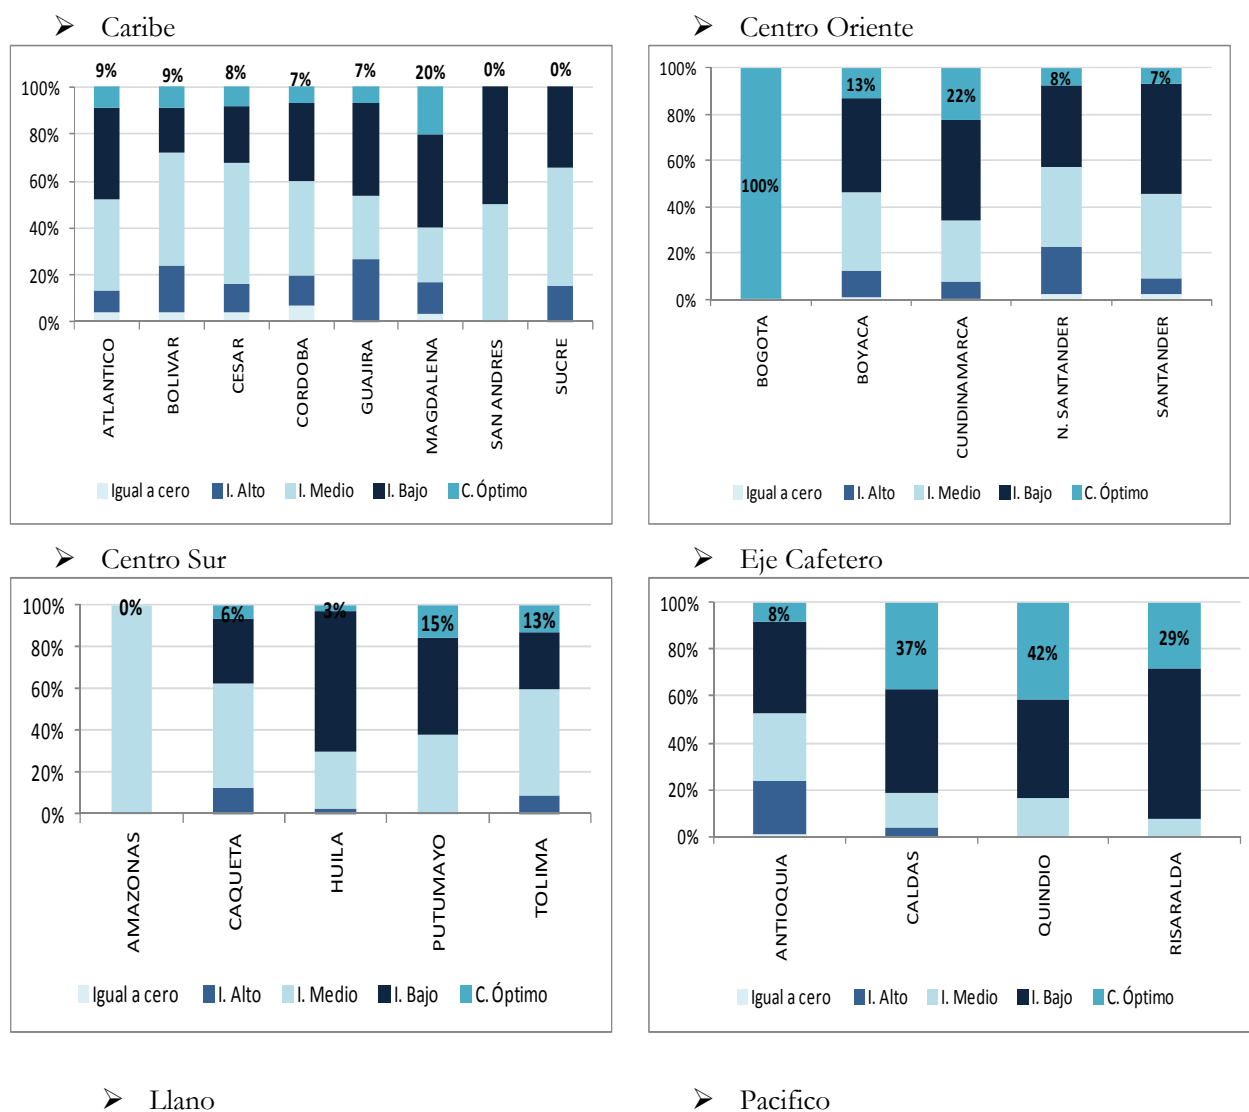 ➢ Caribe
9% 9% 8% 7% 7% 20% 0% 0%
100%
80%
60%
40%
20%
0%
ATLANTICO
BOLIVAR
CESAR
CORDOBA
GUAJIRA
MAGDALENA
SAN ANDRES
SUCRE
Igual a cero I. Alto I. Medio I. Bajo C. Óptimo
➢ Centro Oriente
100%
80%
60%
40%
20%
0%
100% 13% 22% 8% 7%
BOGOTA
BOYACA
CUNDINAMARCA
N. SANTANDER
SANTANDER
Igual a cero I. Alto I. Medio I. Bajo C. Óptimo
➢ Centro Sur
100%
80%
60%
40%
20%
0%
0% 6% 3% 15% 13%
AMAZONAS
CAQUETA
HUILA
PUTUMAYO
TOLIMA
Igual a cero I. Alto I. Medio I. Bajo C. Óptimo
➢ Eje Cafetero
100%
80%
60%
40%
20%
0%
8% 37% 42% 29%
ANTIOQUIA
CALDAS
QUINDIO
RISARALDA
Igual a cero I. Alto I. Medio I. Bajo C. Óptimo
➢ Llano
➢ Pacifico